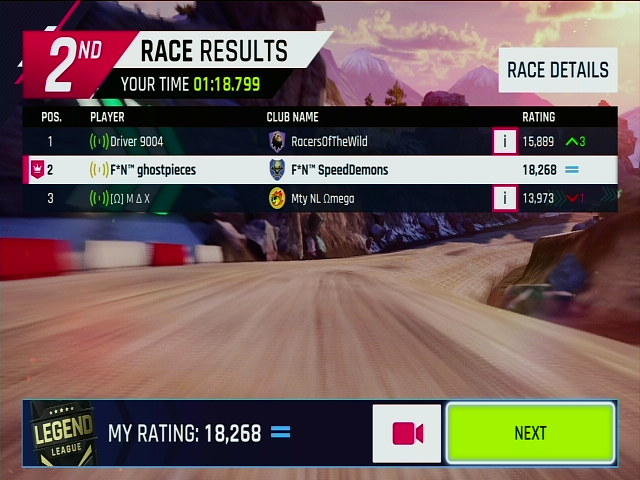 2ND
RACE RESULTS
YOUR TIME 01:18.799
RACE DETAILS
POS. PLAYER CLUB NAME RATING
1 Driver 9004 RacersOfTheWild i 15,889 3
2 F*N™ ghostpieces F*N™ SpeedDemons 18,268 =
3 [Ω] M Δ X Mty NL Ωmega i 13,973 1
LEGEND
LEAGUE
MY RATING: 18,268 =
NEXT